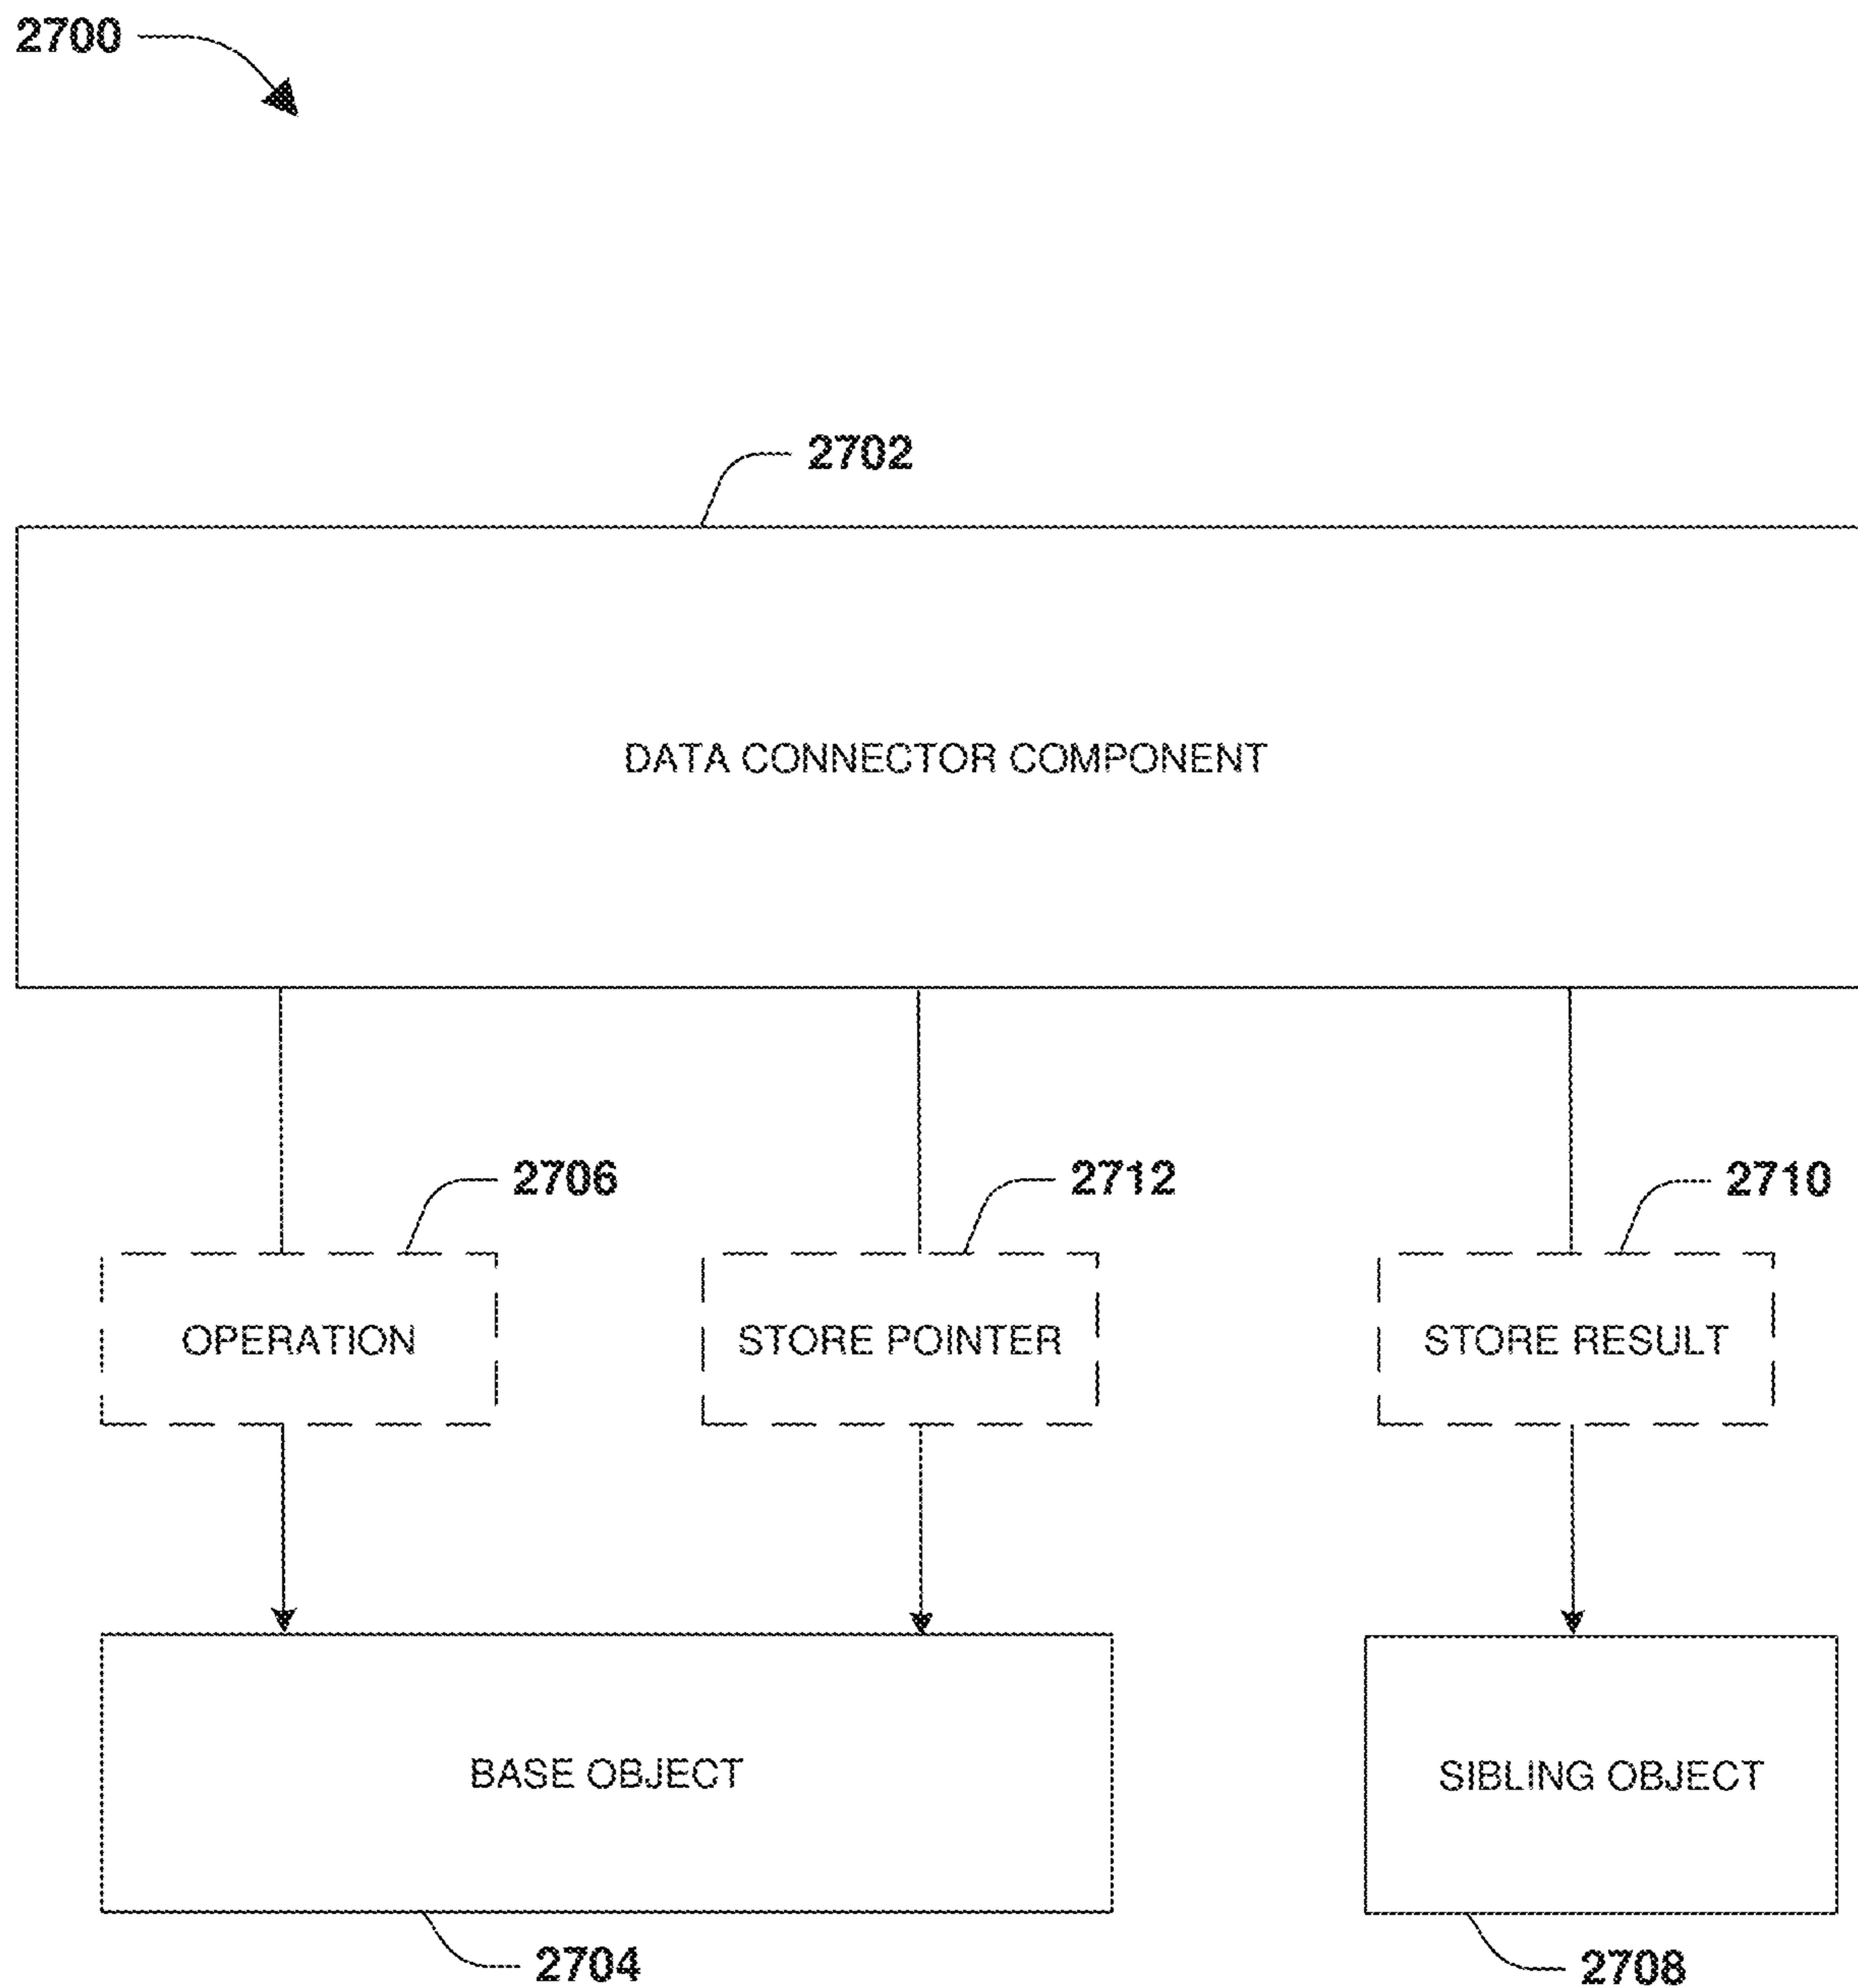 2700
2702
DATA CONNECTOR COMPONENT
2706
2712
2710
OPERATION
STORE POINTER
STORE RESULT
BASE OBJECT
SIBLING OBJECT
2704
2708